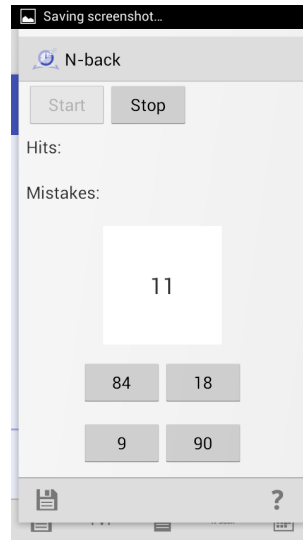 Saving screenshot...
N-back
Start Stop
Hits:
Mistakes:
11
84 18
9 90
?